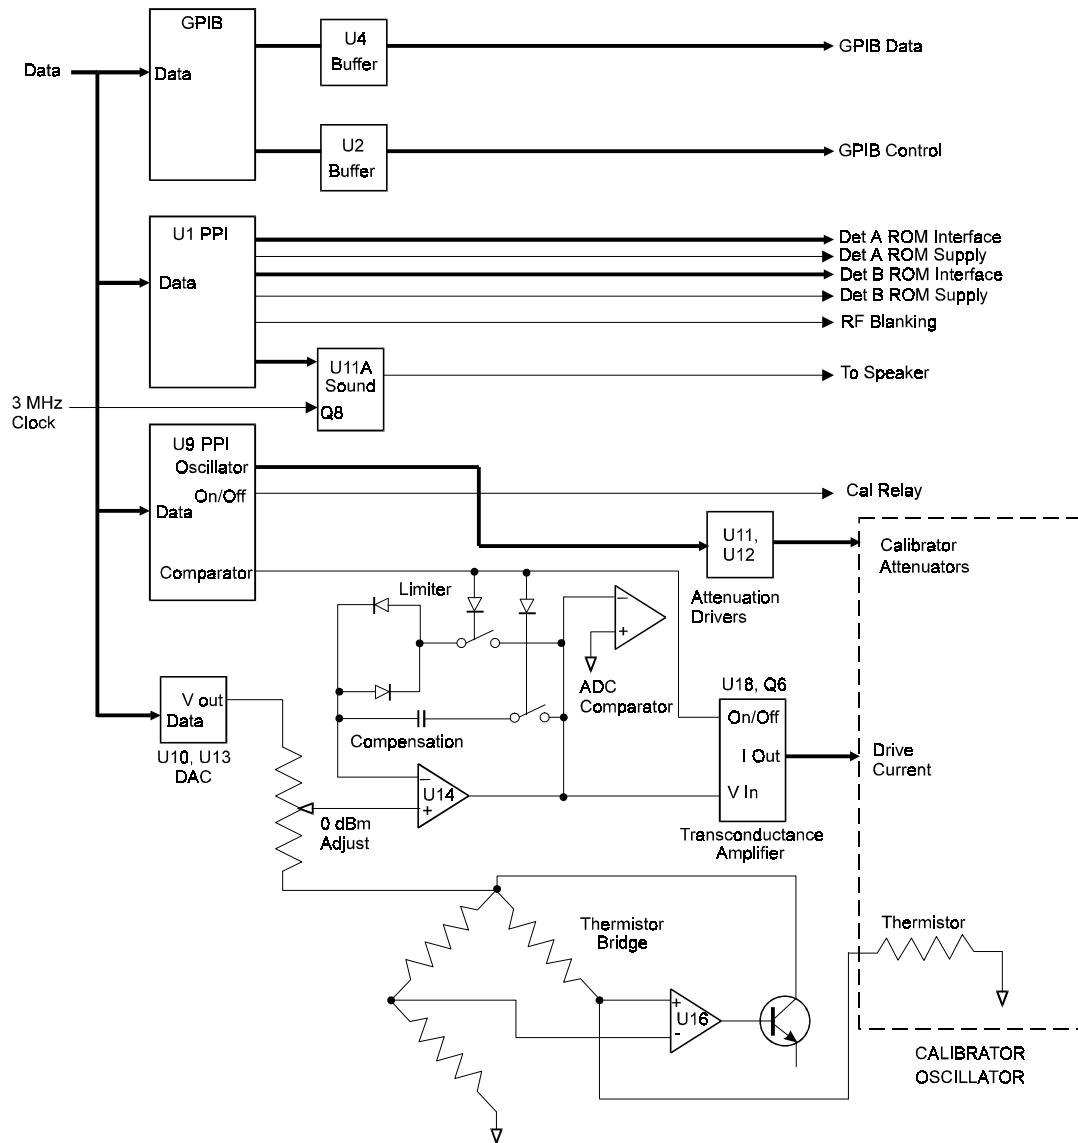 GPIB
Data
Data
U4
Buffer
GPIB Data
U2
Buffer
GPIB Control
U1 PPI
Data
Det A ROM Interface
Det A ROM Supply
Det B ROM Interface
Det B ROM Supply
RF Blanking
U11A
Sound
Q8
To Speaker
3 MHz
Clock
U9 PPI
Oscillator
On/Off
Data
Comparator
Cal Relay
U11,
U12
Attenuation
Drivers
Calibrator
Attenuators
Limiter
–
+
ADC
Comparator
Compensation
V out
Data
U10, U13
DAC
0 dBm
Adjust
–
U14
+
U18, Q6
On/Off
I Out
V In
Transconductance
Amplifier
Drive
Current
Thermistor
Bridge
+
U16
-
Thermistor
CALIBRATOR
OSCILLATOR